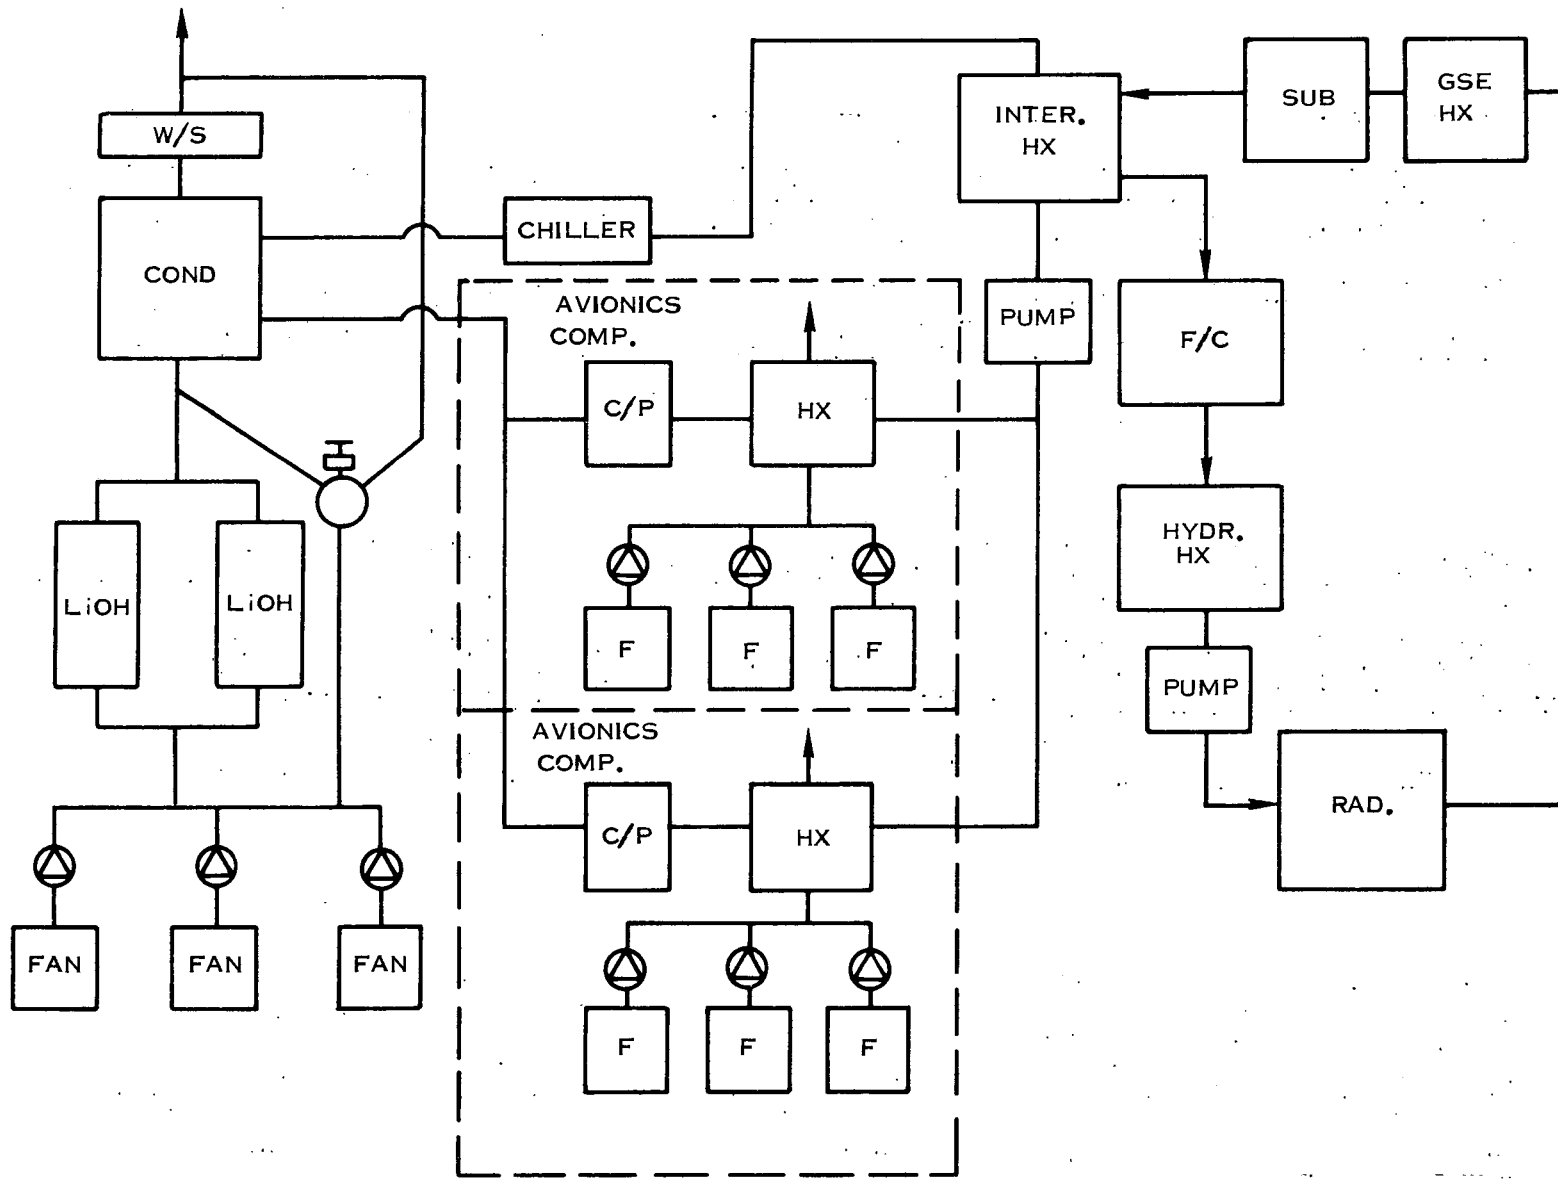 W/S
COND
CHILLER
INTER.
HX
SUB
GSE
HX
AVIONICS
COMP.
PUMP
F/C
C/P
HX
HYDR.
HX
LiOH
LiOH
F
F
F
PUMP
AVIONICS
COMP.
C/P
HX
RAD.
FAN
FAN
FAN
F
F
F